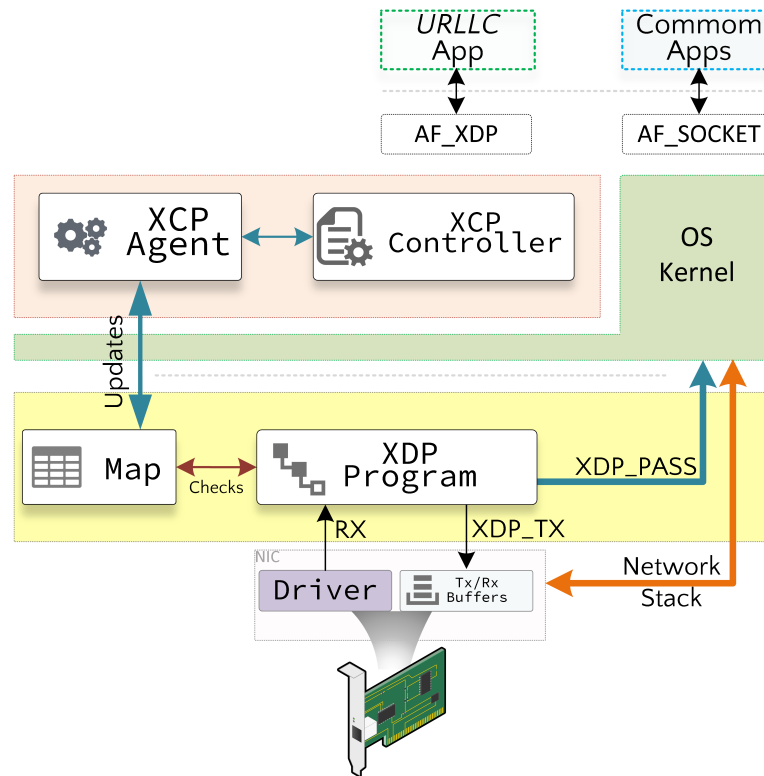 URLLC
App
Commom
Apps
AF_XDP
AF_SOCKET
XCP
Agent
XCP
Controller
OS
Kernel
Updates
Map
Checks
XDP
Program
XDP_PASS
RX
XDP_TX
NIC
Driver
Tx/Rx
Buffers
Network
Stack